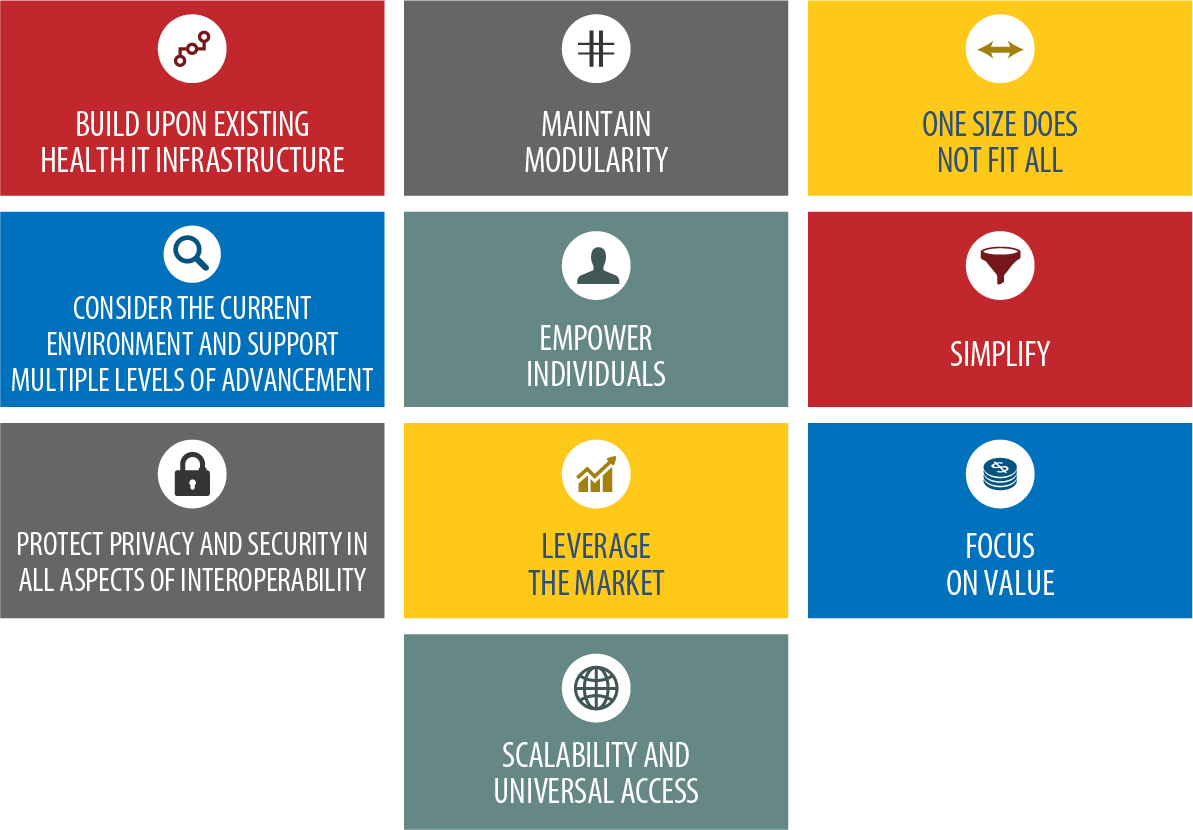 BUILD UPON EXISTING
HEALTH IT INFRASTRUCTURE
MAINTAIN
MODULARITY
ONE SIZE DOES
NOT FIT ALL
CONSIDER THE CURRENT
ENVIRONMENT AND SUPPORT
MULTIPLE LEVELS OF ADVANCEMENT
EMPOWER
INDIVIDUALS
SIMPLIFY
PROTECT PRIVACY AND SECURITY IN
ALL ASPECTS OF INTEROPERABILITY
LEVERAGE
THE MARKET
FOCUS
ON VALUE
SCALABILITY AND
UNIVERSAL ACCESS